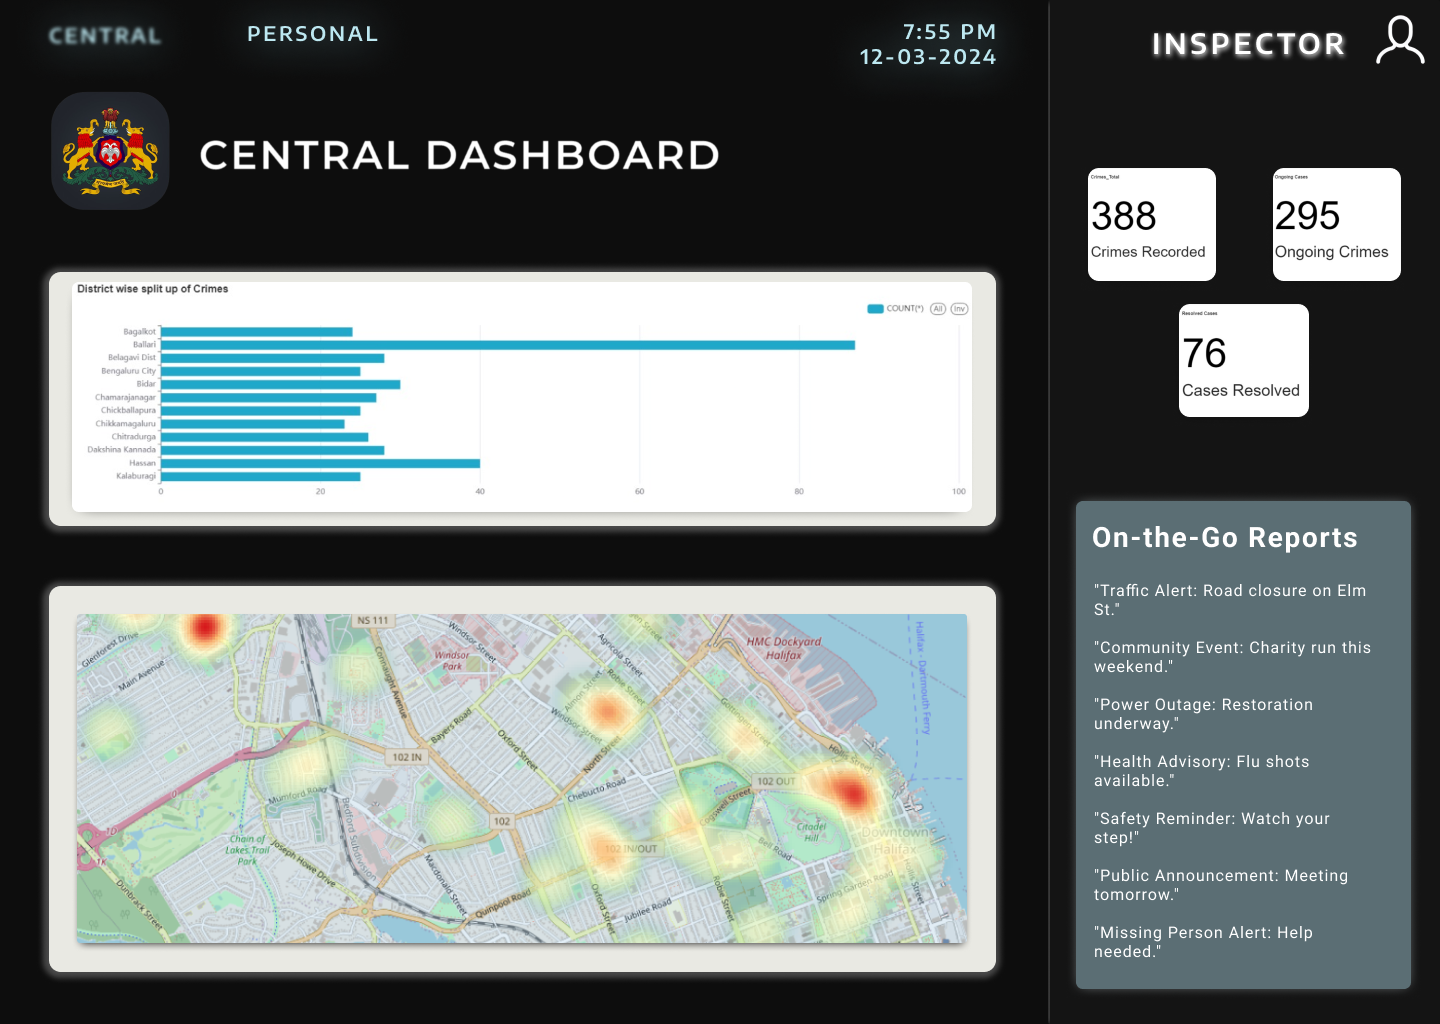 CENTRAL
PERSONAL
7:55 PM
12-03-2024
INSPECTOR
CENTRAL DASHBOARD
Crimes_Total
388
Crimes Recorded
Ongoing Cases
295
Ongoing Crimes
Resolved Cases
76
Cases Resolved
District wise split up of Crimes
COUNT(*)
All
Inv
Bagalkot
Ballari
Belagavi Dist
Bengaluru City
Bidar
Chamarajanagar
Chickballapura
Chikkamagaluru
Chitradurga
Dakshina Kannada
Hassan
Kalaburagi
0 20 40 60 80 100
On-the-Go Reports
"Traffic Alert: Road closure on Elm
St."
"Community Event: Charity run this
weekend."
"Power Outage: Restoration
underway."
"Health Advisory: Flu shots
available."
"Safety Reminder: Watch your
step!"
"Public Announcement: Meeting
tomorrow."
"Missing Person Alert: Help
needed."
NS 111
Glenforest Drive
Main Avenue
Windsor Street
Windsor
Park
Agricola Street
HMC Dockyard
Halifax
Halifax - Dartmouth Ferry
Connaught Avenue
Almon Street
Robie Street
Windsor Street
Bayers Road
Oxford Street
North Street
Gottingen Street
Hollis Street
102 IN
102 OUT
Mumford Road
Chebucto Road
Bedford Subdivision
102
Cogswell Street
Citadel
Hill
Downtown
Halifax
Chain of
Lakes Trail
Park
Joseph Howe Drive
102 IN/OUT
Bell Road
Macdonald Street
Dunbrack Street
Quinpool Road
Oxford Street
Jubilee Road
Robie Street
Spring Garden Road
1D
1K